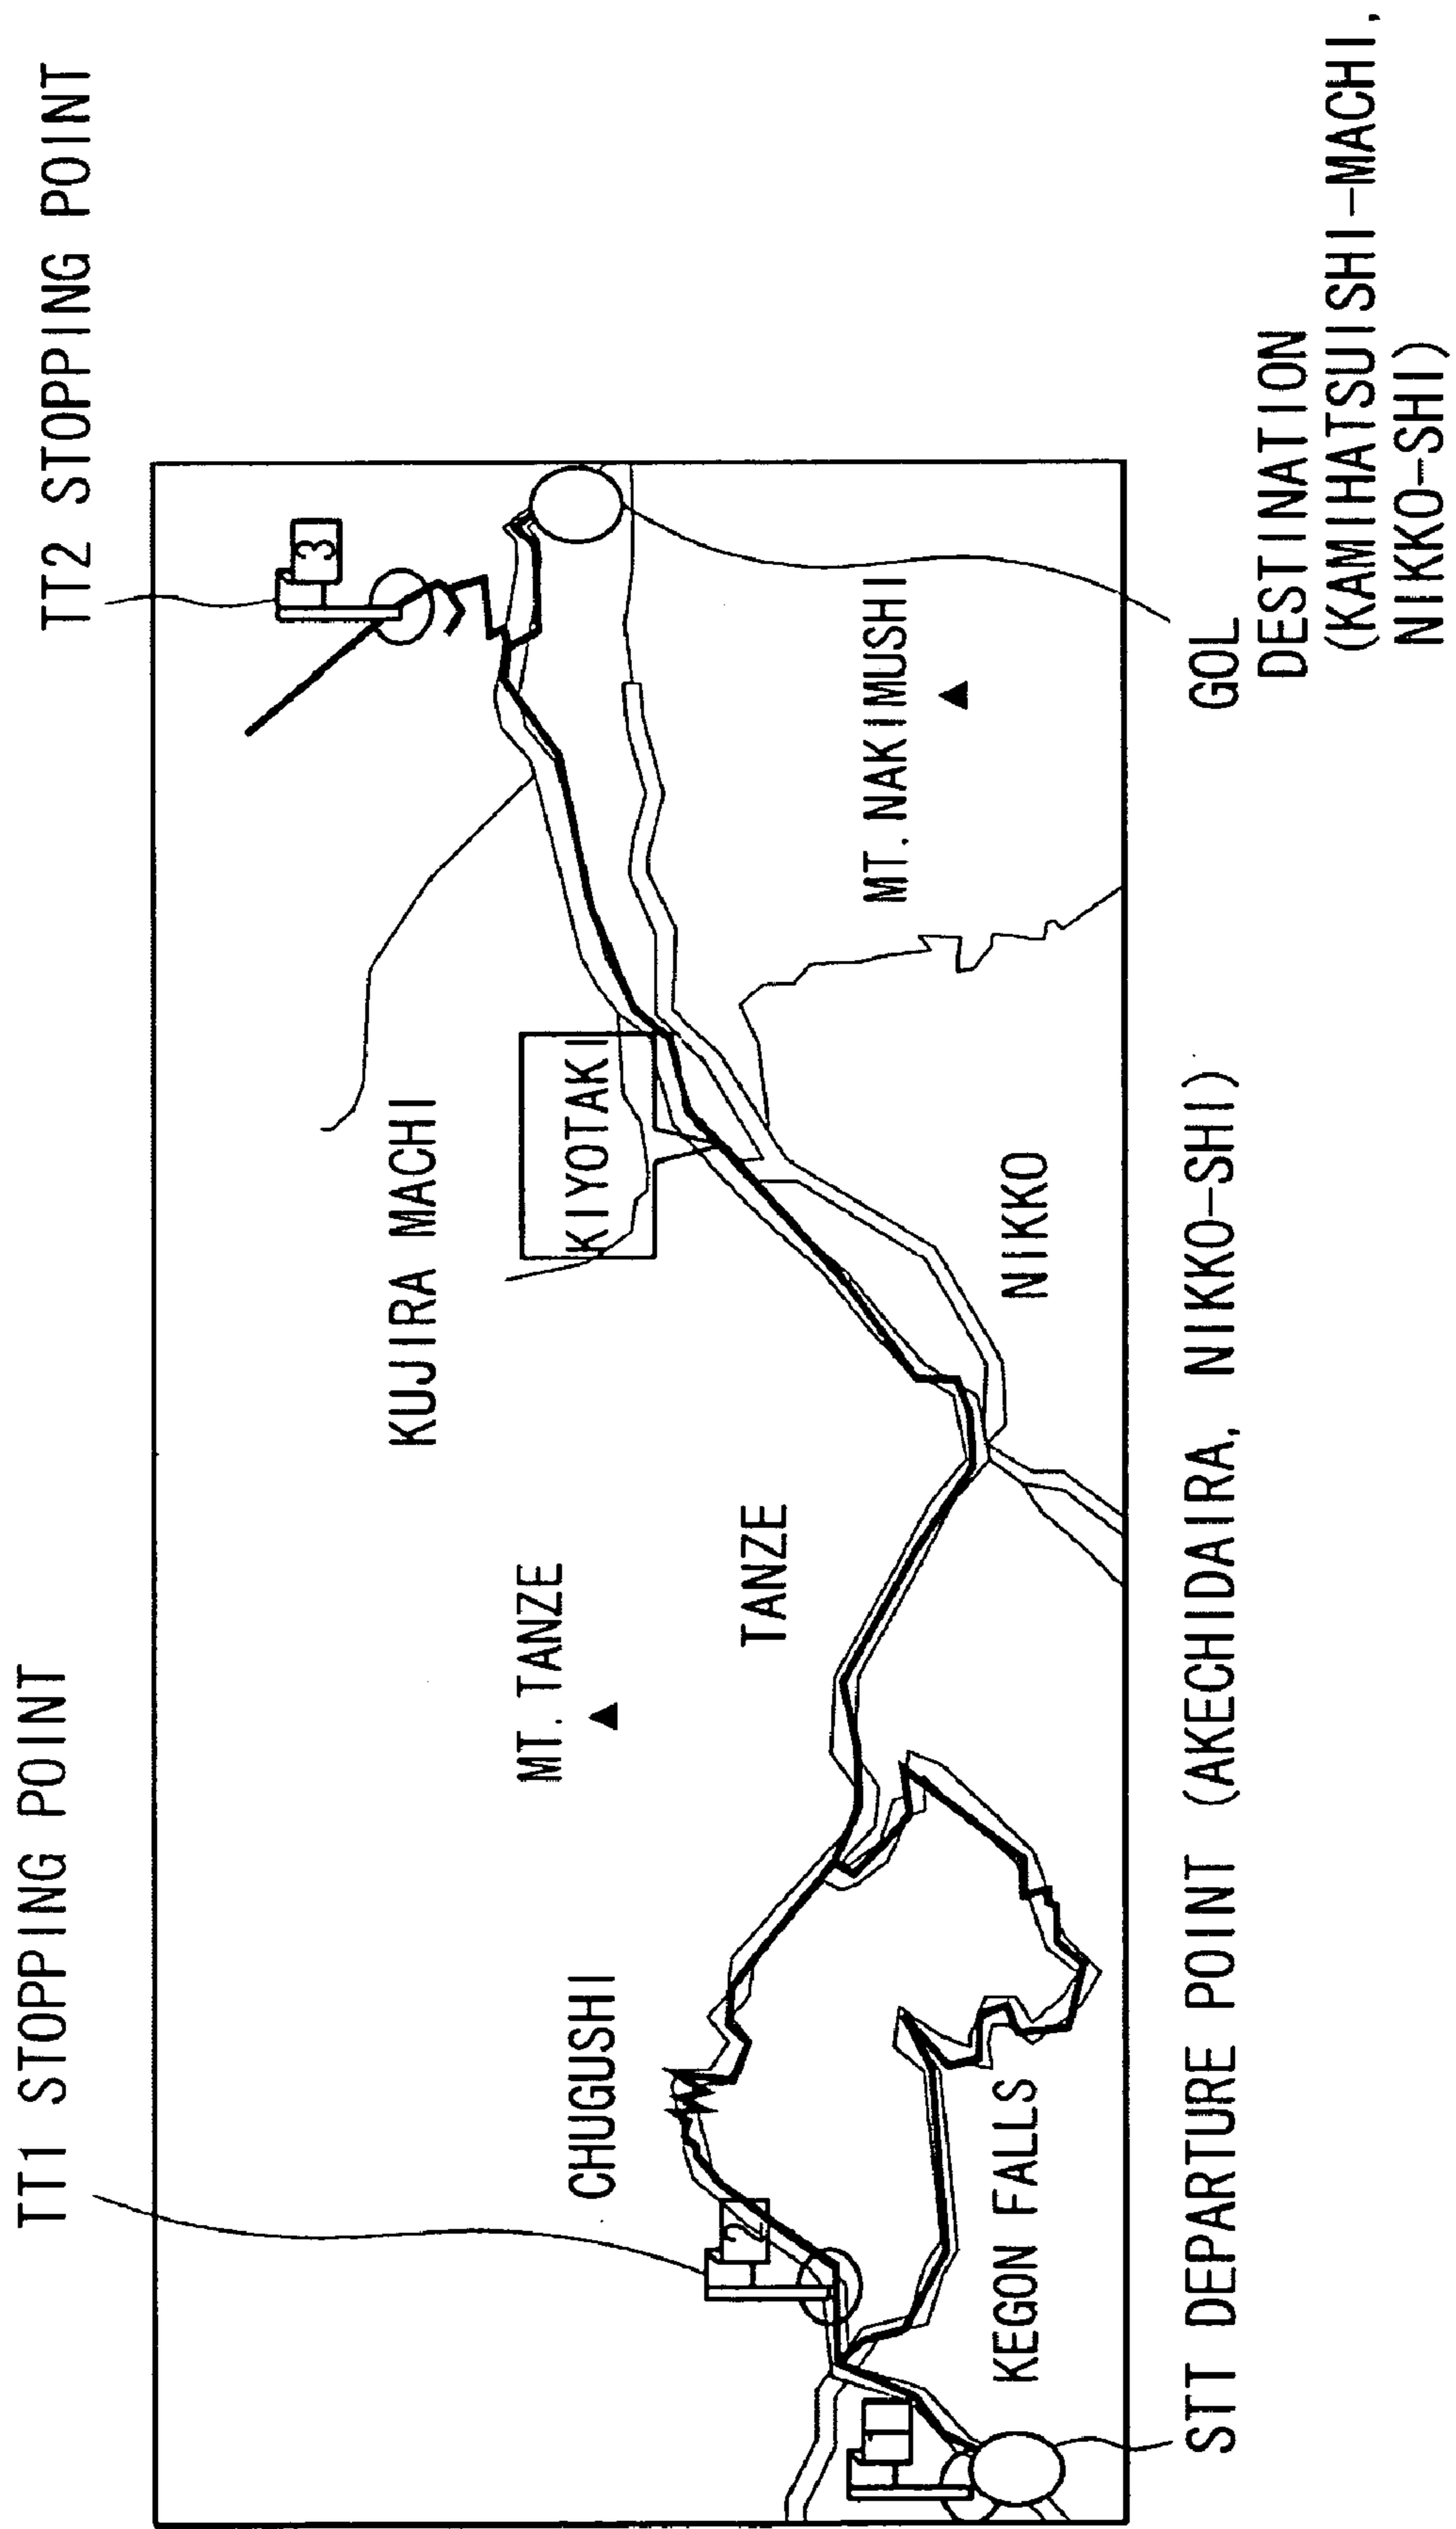 TT1 STOPPING POINT
TT2 STOPPING POINT
3
KUJIRA MACHI
MT. TANZE
KIYOTAKI
CHUGUSHI
2
TANZE
MT. NAKIMUSHI
1
KEGON FALLS
NIKKO
STT DEPARTURE POINT (AKECHIDAIRA, NIKKO-SHI)
GOL
DESTINATION
(KAMIHATSUISHI-MACHI,
NIKKO-SHI)